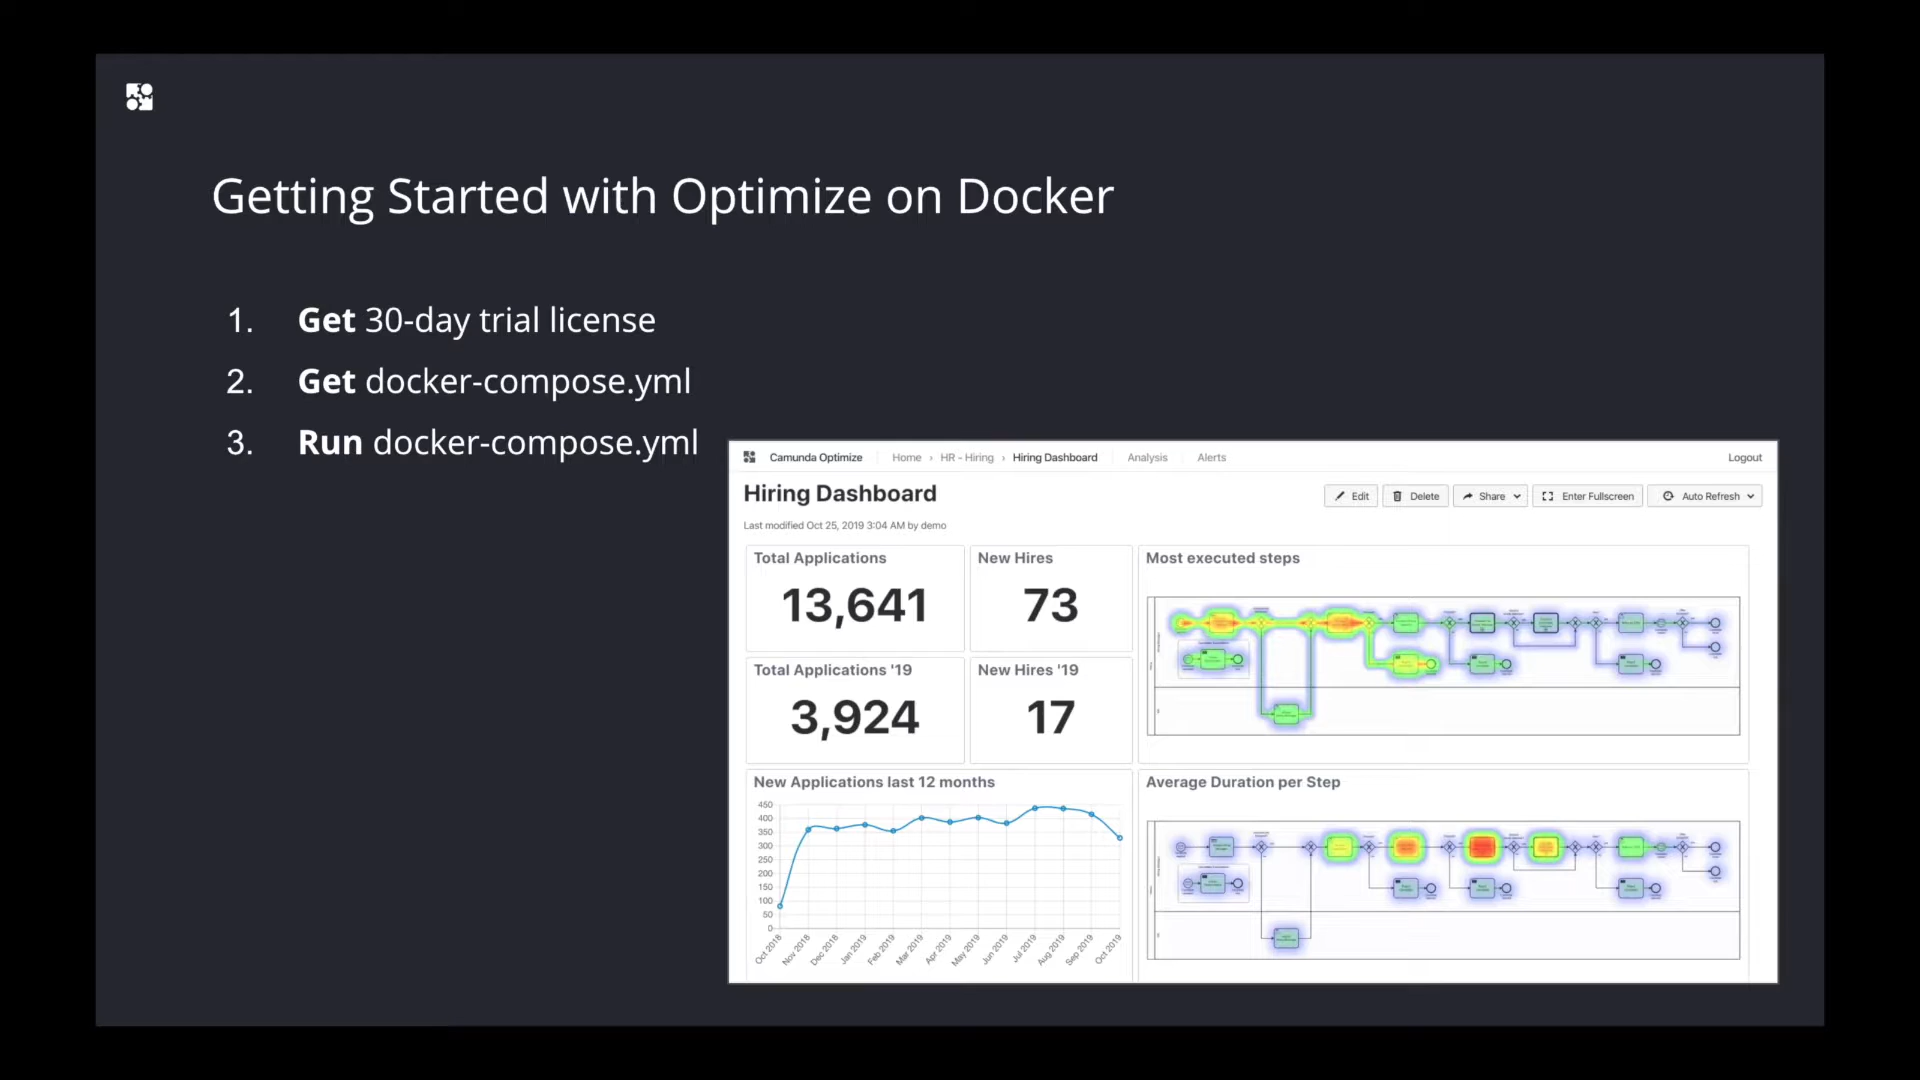 Getting Started with Optimize on Docker
1. Get 30-day trial license
2. Get docker-compose.yml
3. Run docker-compose.yml
Camunda Optimize Home › HR - Hiring › Hiring Dashboard Analysis Alerts Logout
Hiring Dashboard
Edit Delete Share Enter Fullscreen Auto Refresh
Last modified Oct 25, 2019 3:04 AM by demo
Total Applications
13,641
New Hires
73
Most executed steps
Total Applications '19
3,924
New Hires '19
17
New Applications last 12 months
450
400
350
300
250
200
150
100
50
0
Oct 2018
Nov 2018
Dec 2018
Jan 2019
Feb 2019
Mar 2019
Apr 2019
May 2019
Jun 2019
Jul 2019
Aug 2019
Sep 2019
Oct 2019
Average Duration per Step